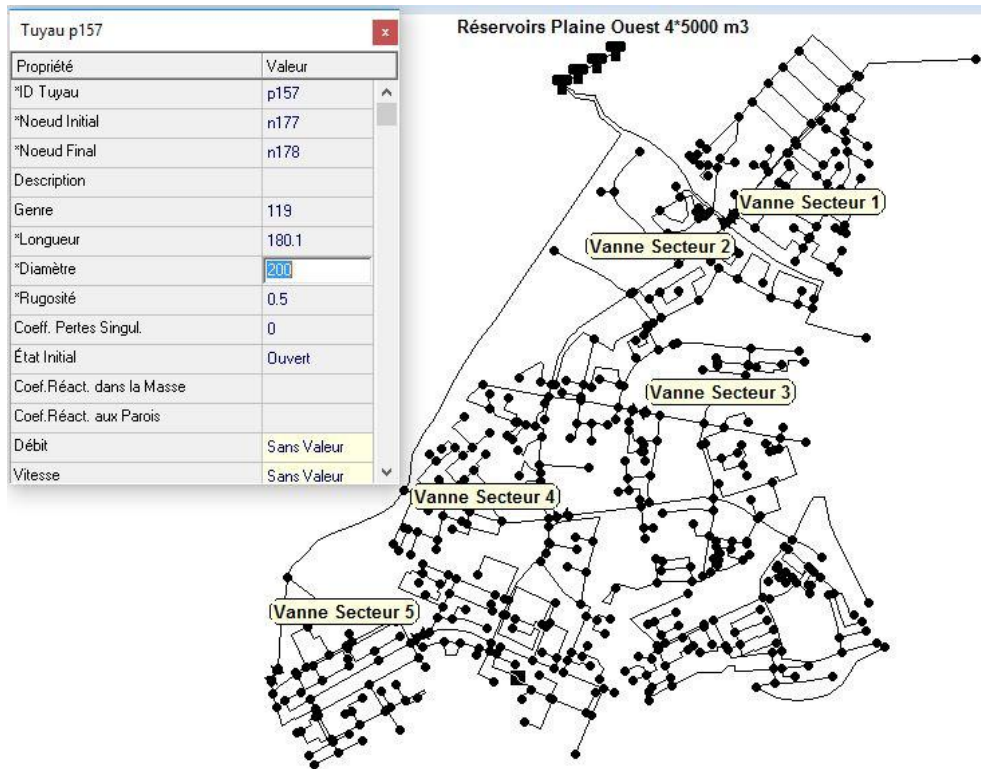 Tuyau p157
x
Propriété Valeur
*ID Tuyau p157
*Noeud Initial n177
*Noeud Final n178
Description
Genre 119
*Longueur 180.1
*Diamètre 200
*Rugosité 0.5
Coeff. Pertes Singul. 0
État Initial Ouvert
Coef.Réact. dans la Masse
Coef.Réact. aux Parois
Débit Sans Valeur
Vitesse Sans Valeur
Réservoirs Plaine Ouest 4*5000 m3
Vanne Secteur 1
Vanne Secteur 2
Vanne Secteur 3
Vanne Secteur 4
Vanne Secteur 5